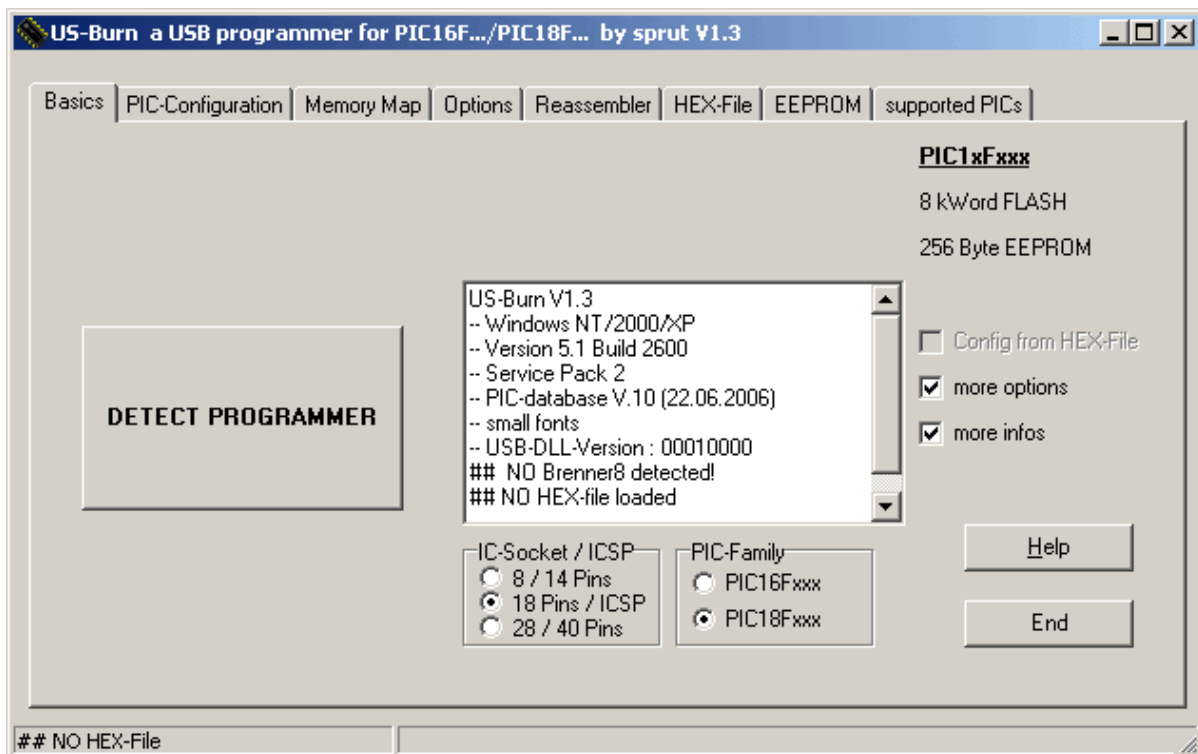 US-Burn a USB programmer for PIC16F.../PIC18F... by sprut V1.3
Basics
PIC-Configuration
Memory Map
Options
Reassembler
HEX-File
EEPROM
supported PICs
PIC1xFxxx
8 kWord FLASH
256 Byte EEPROM
DETECT PROGRAMMER
US-Burn V1.3
-- Windows NT/2000/XP
-- Version 5.1 Build 2600
-- Service Pack 2
-- PIC-database V.10 (22.06.2006)
-- small fonts
-- USB-DLL-Version : 00010000
## NO Brenner8 detected!
## NO HEX-file loaded
Config from HEX-File
more options
more infos
IC-Socket / ICSP
8 / 14 Pins
18 Pins / ICSP
28 / 40 Pins
PIC-Family
PIC16Fxxx
PIC18Fxxx
Help
End
## NO HEX-File